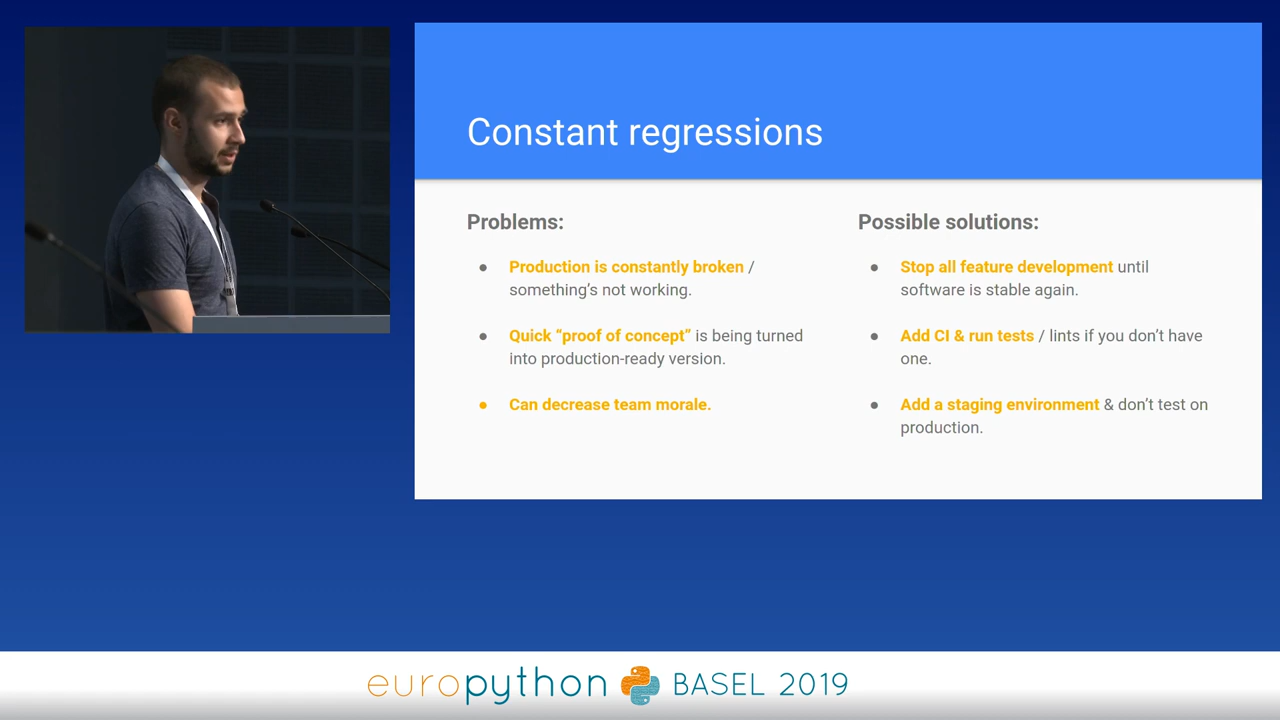 Constant regressions
Problems:
● Production is constantly broken /
something's not working.
● Quick “proof of concept” is being turned
into production-ready version.
● Can decrease team morale.
Possible solutions:
● Stop all feature development until
software is stable again.
● Add CI & run tests / lints if you don't have
one.
● Add a staging environment & don't test on
production.
europython BASEL 2019